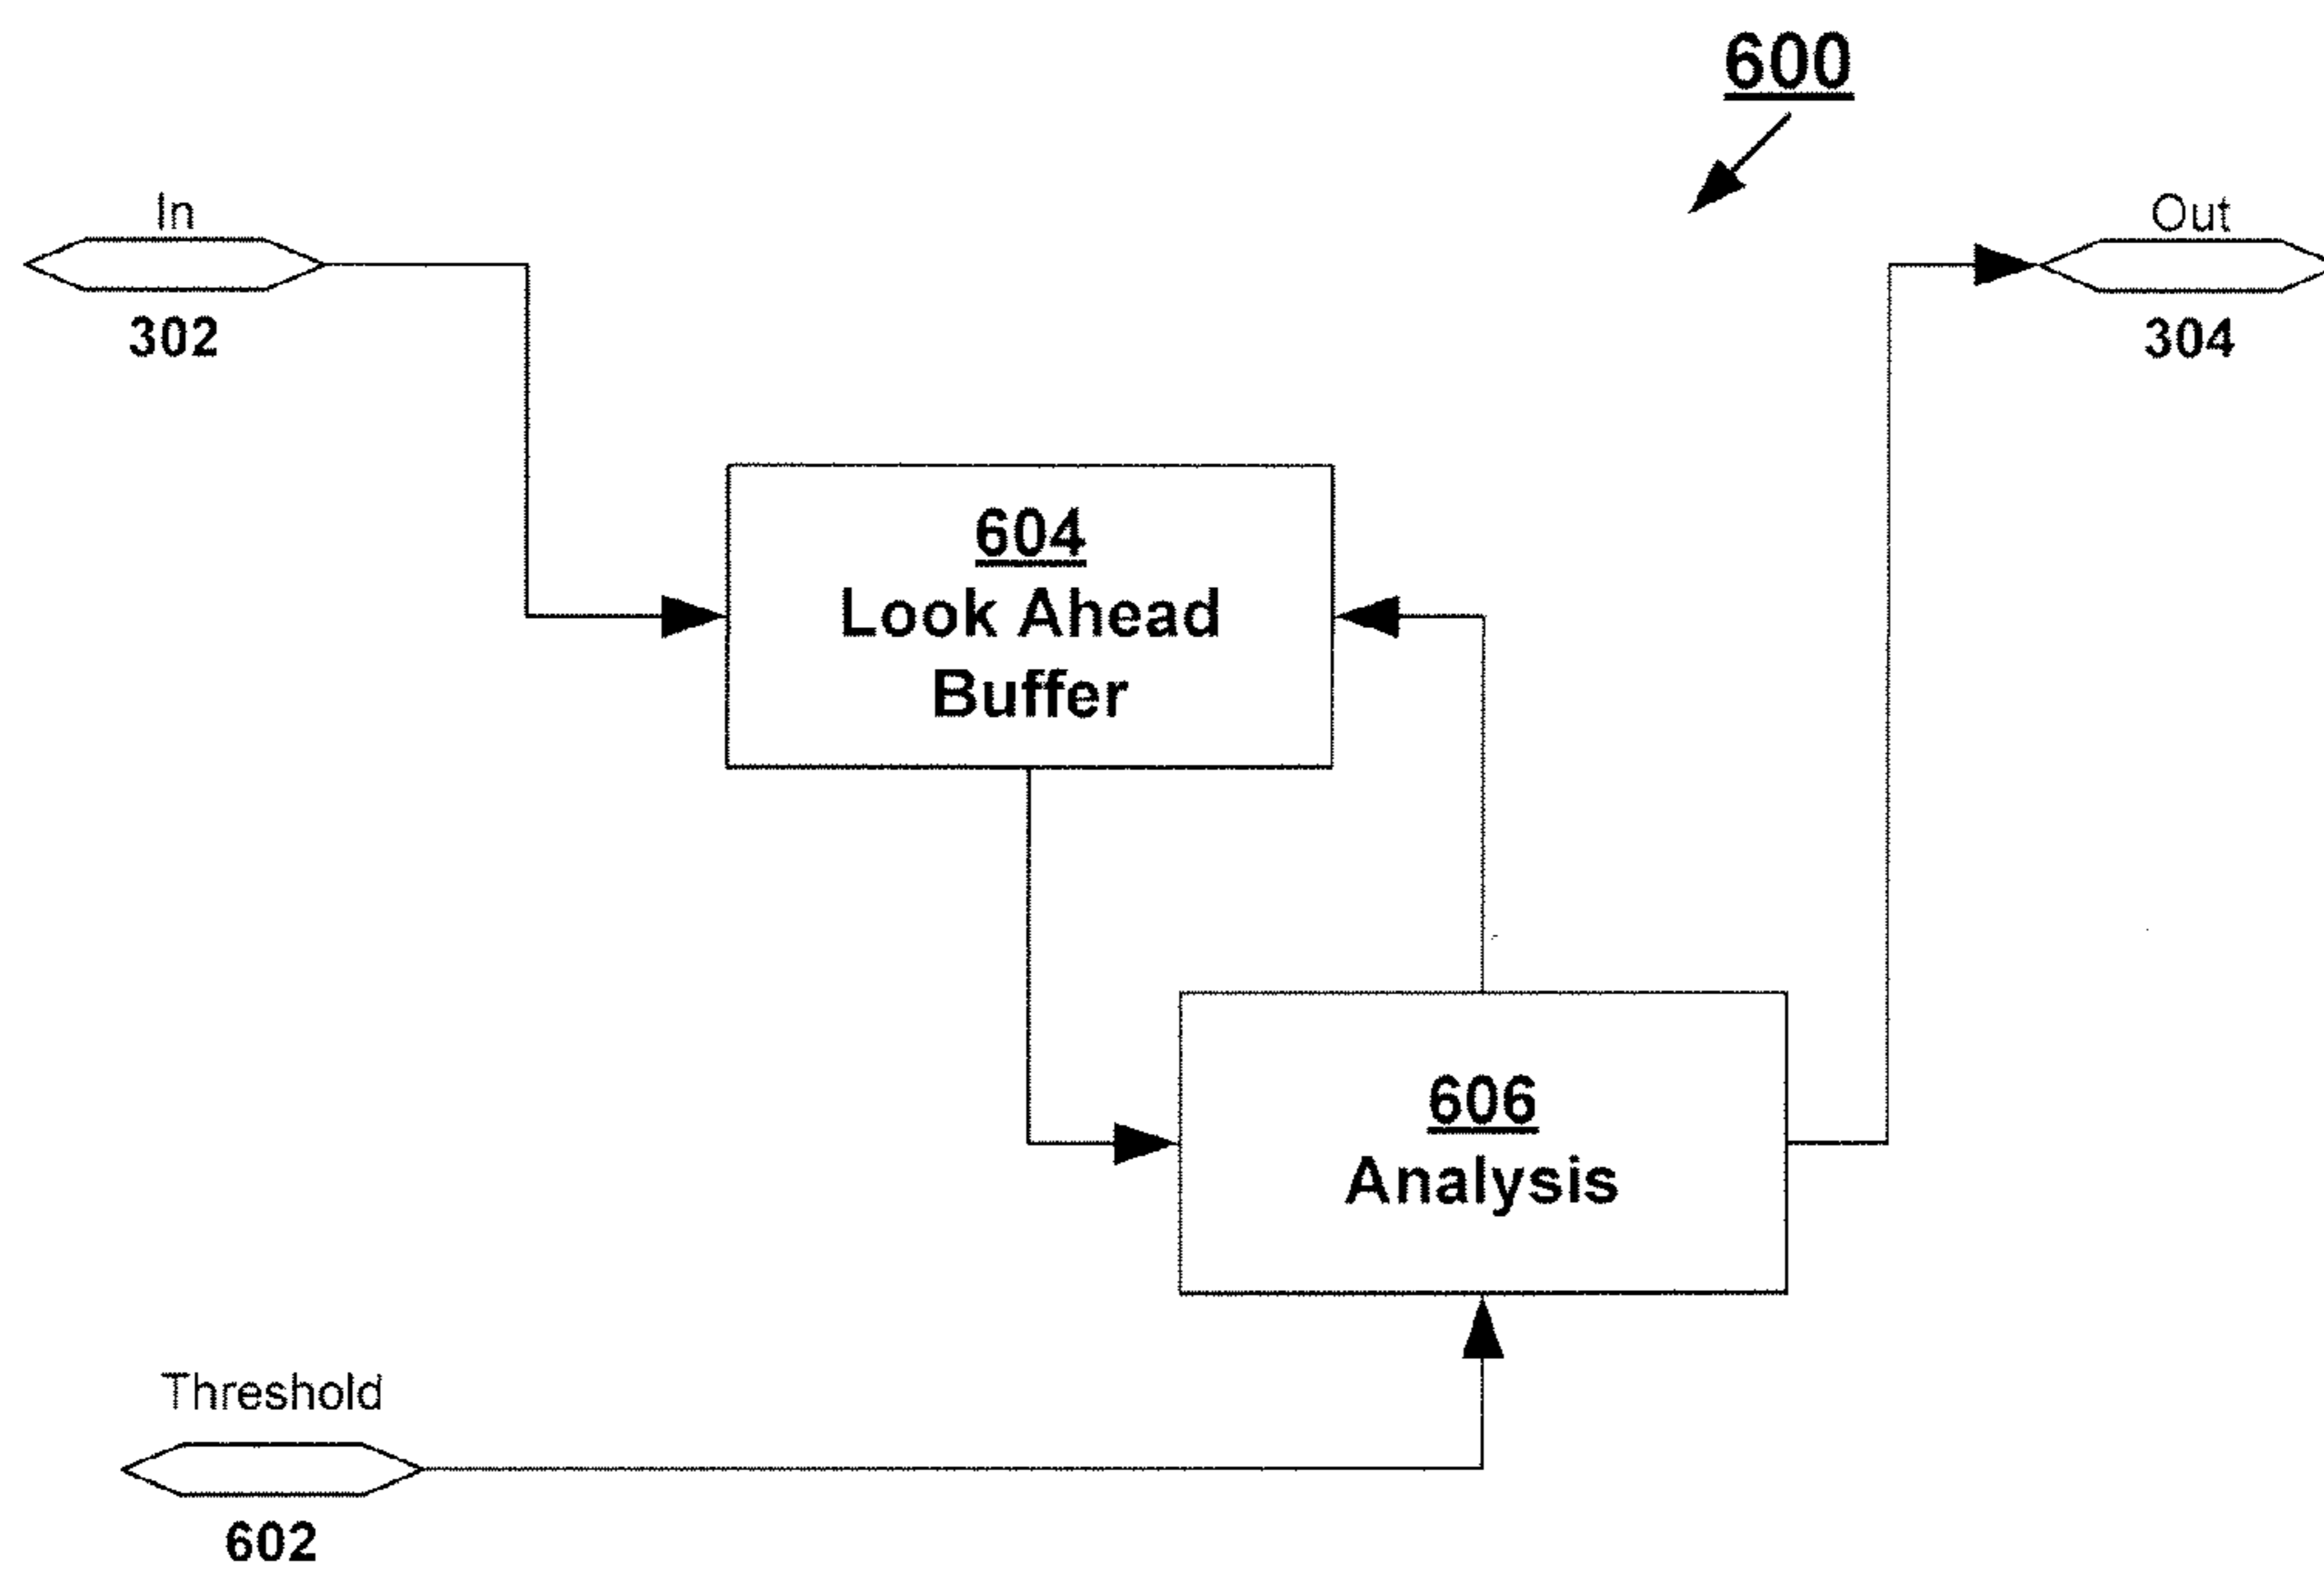 600
In
302
Out
304
604
Look Ahead
Buffer
606
Analysis
Threshold
602